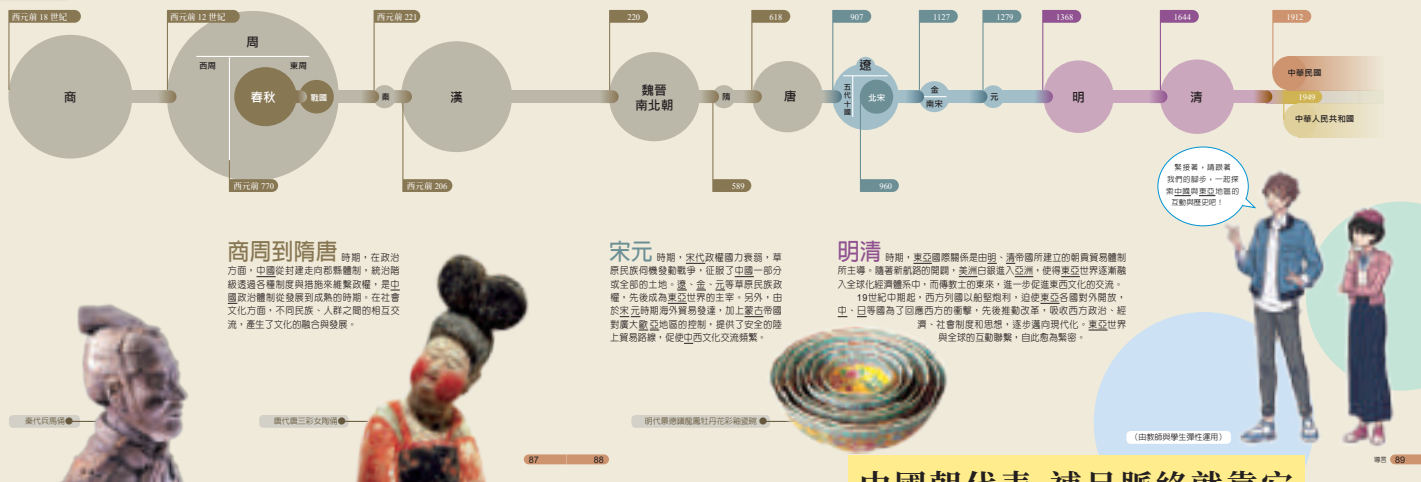 西元前 18 世紀
西元前 12 世紀
西元前 221
220
618
907
1127
1279
1368
1644
1912
商
周
西周
東周
春秋
戰國
秦
漢
魏晉
南北朝
隋
唐
遼
五代十國
北宋
金
南宋
元
明
清
中華民國
1949
中華人民共和國
西元前 770
西元前 206
589
960
緊接著，請跟著
我們的腳步，一起探
索中國與東亞地區的
互動與歷史吧！
商周到隋唐 時期，在政治
方面，中國從封建走向郡縣體制，統治階
級透過各種制度與措施來維繫政權，是中
國政治體制從發展到成熟的時期。在社會
文化方面，不同民族、人群之間的相互交
流，產生了文化的融合與發展。
宋元 時期，宋代政權國力衰弱，草
原民族伺機發動戰爭，征服了中國一部分
或全部的土地。遼、金、元等草原民族政
權，先後成為東亞世界的主宰。另外，由
於宋元時期海外貿易發達，加上蒙古帝國
對廣大歐亞地區的控制，提供了安全的陸
上貿易路線，促使中西文化交流頻繁。
明清 時期，東亞國際關係是由明、清帝國所建立的朝貢貿易體制
所主導。隨著新航路的開闢，美洲白銀進入亞洲，使得東亞世界逐漸融
入全球化經濟體系中，而傳教士的東來，進一步促進東西文化的交流。
19世紀中期起，西方列國以船堅炮利，迫使東亞各國對外開放，
中、日等國為了回應西方的衝擊，先後推動改革，吸收西方政治、經
濟、社會制度和思想，逐步邁向現代化。東亞世界
與全球的互動聯繫，自此愈為緊密。
秦代兵馬俑
唐代唐三彩女陶俑
明代景德鎮龍鳳牡丹花彩釉瓷碗
（由教師與學生彈性運用）
87 88
導言 89
中國朝代表 補足脈絡就靠它